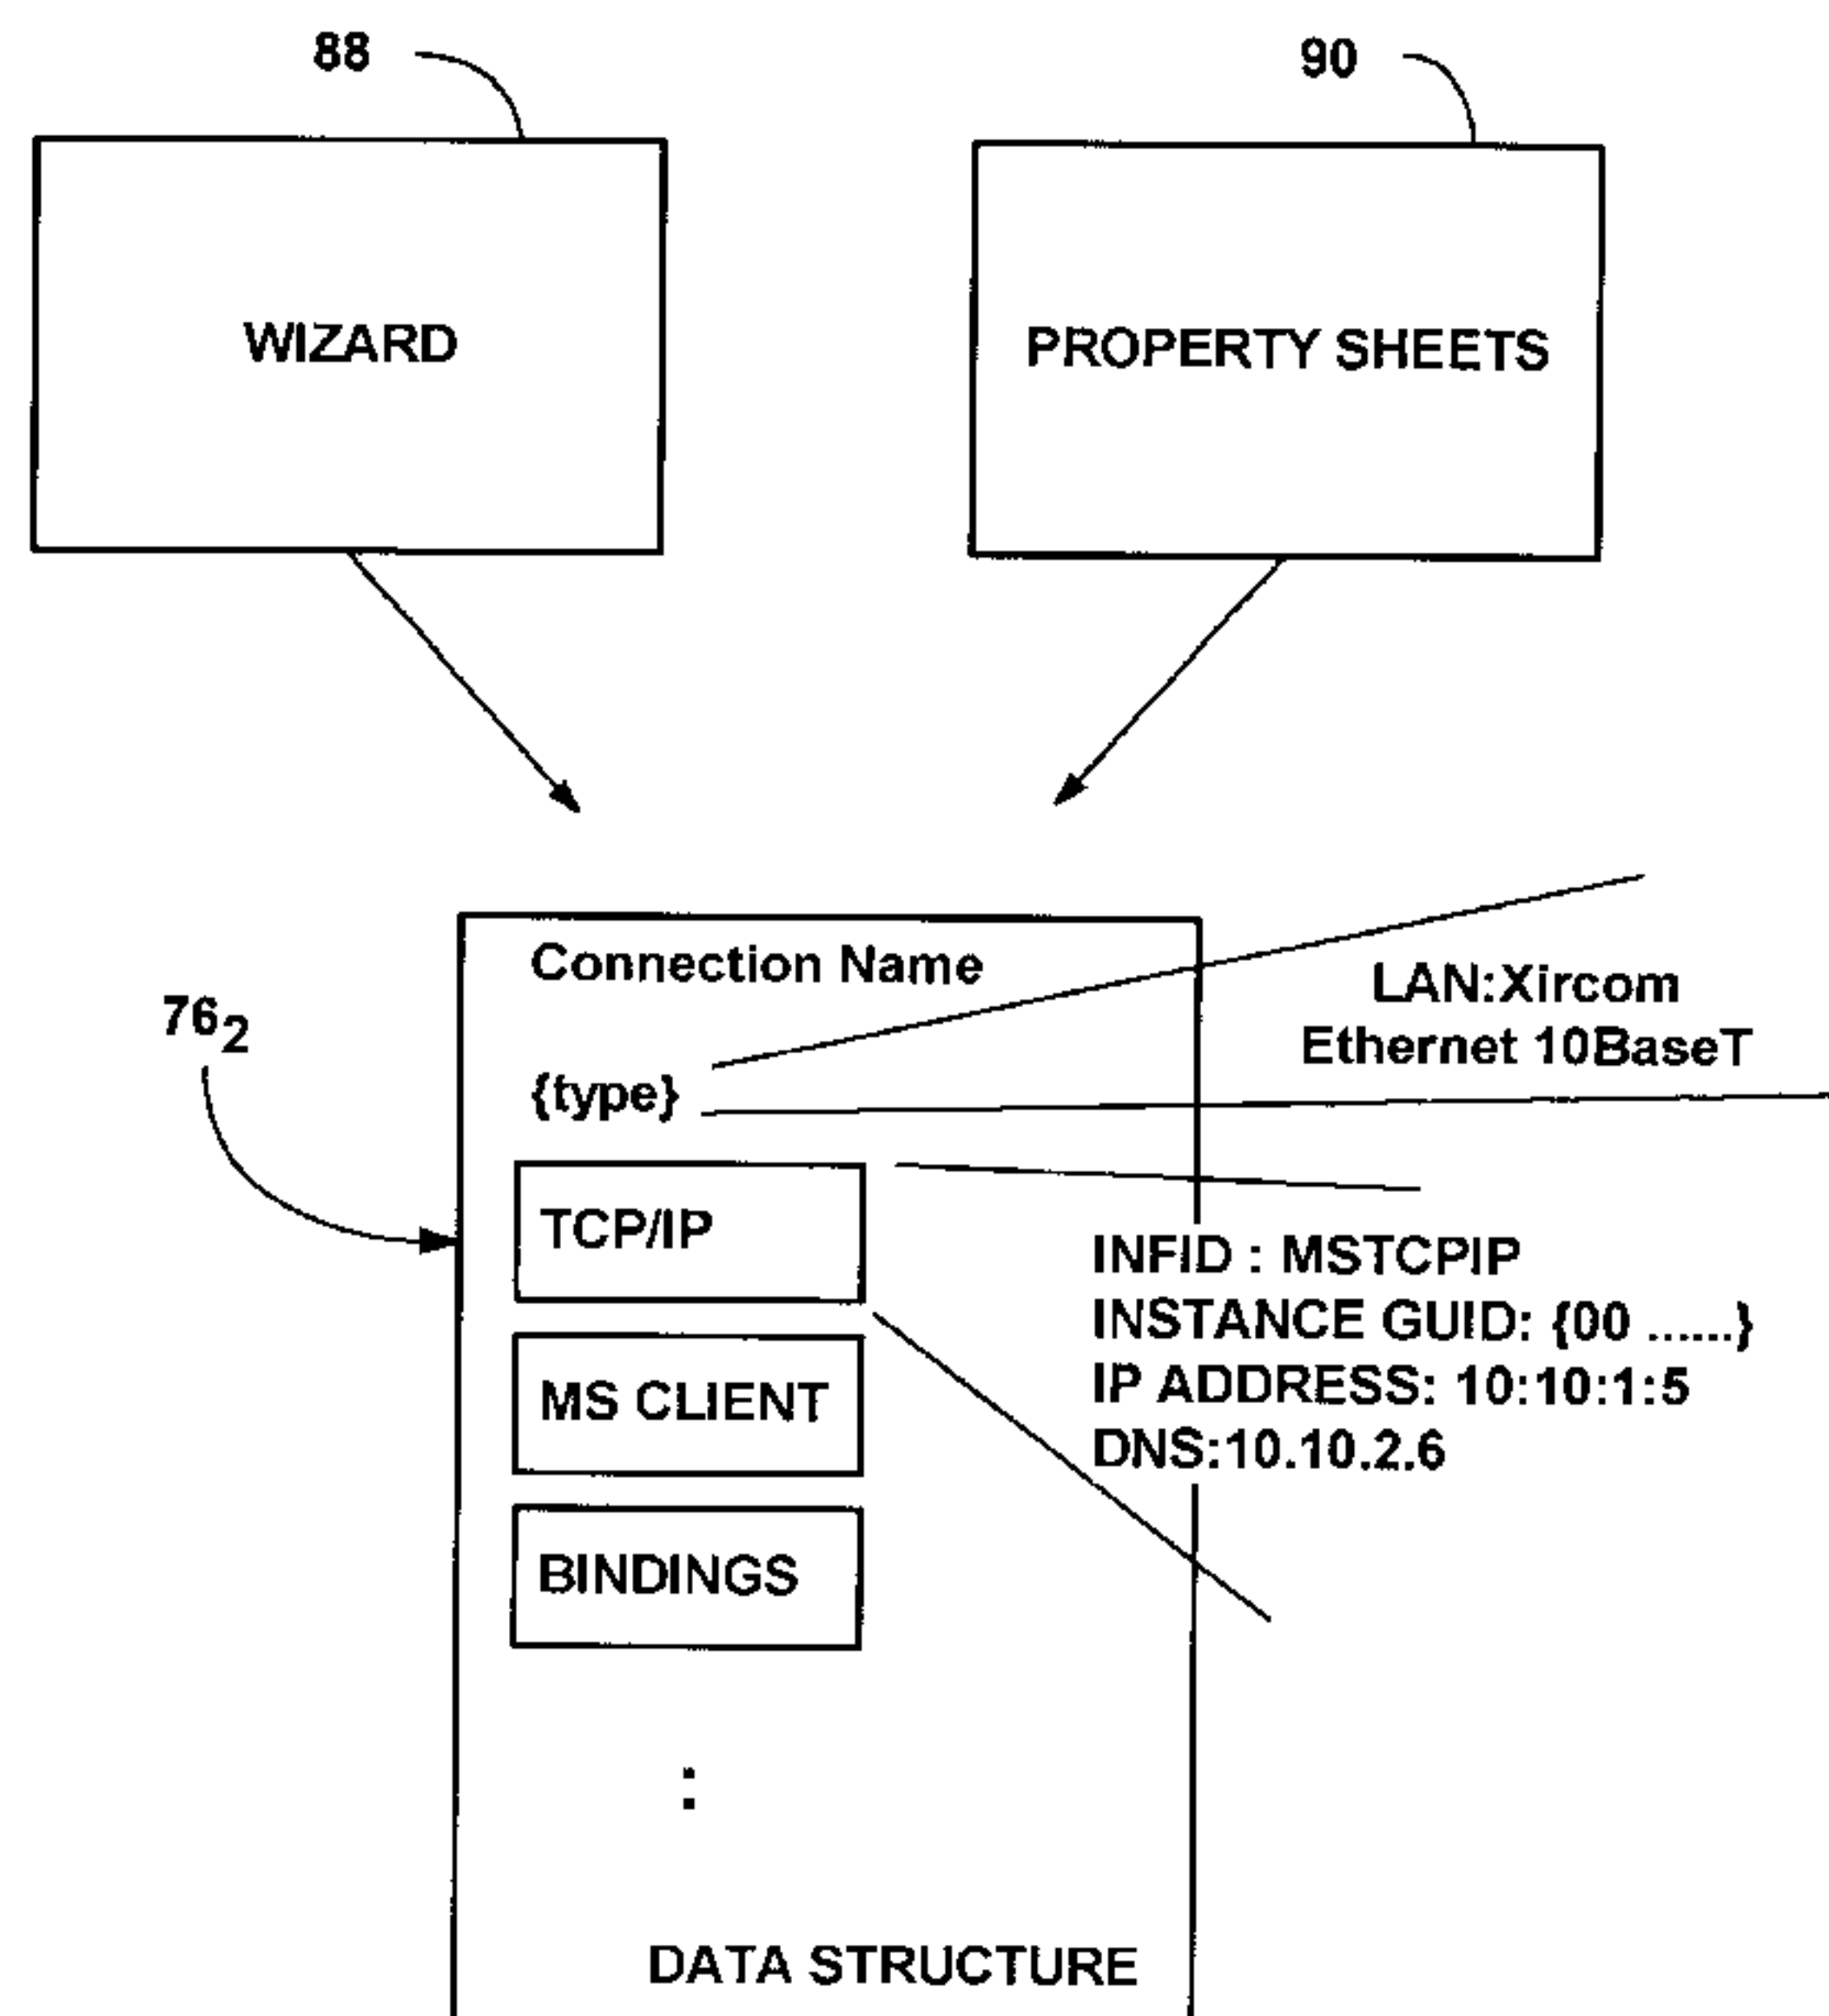 88
90
WIZARD
PROPERTY SHEETS
Connection Name
LAN:Xircom
Ethernet 10BaseT
76₂
{type}
TCP/IP
INFID : MSTCPIP
INSTANCE GUID: {00 ......}
IP ADDRESS: 10:10:1:5
DNS:10.10.2.6
MS CLIENT
BINDINGS
:
DATA STRUCTURE